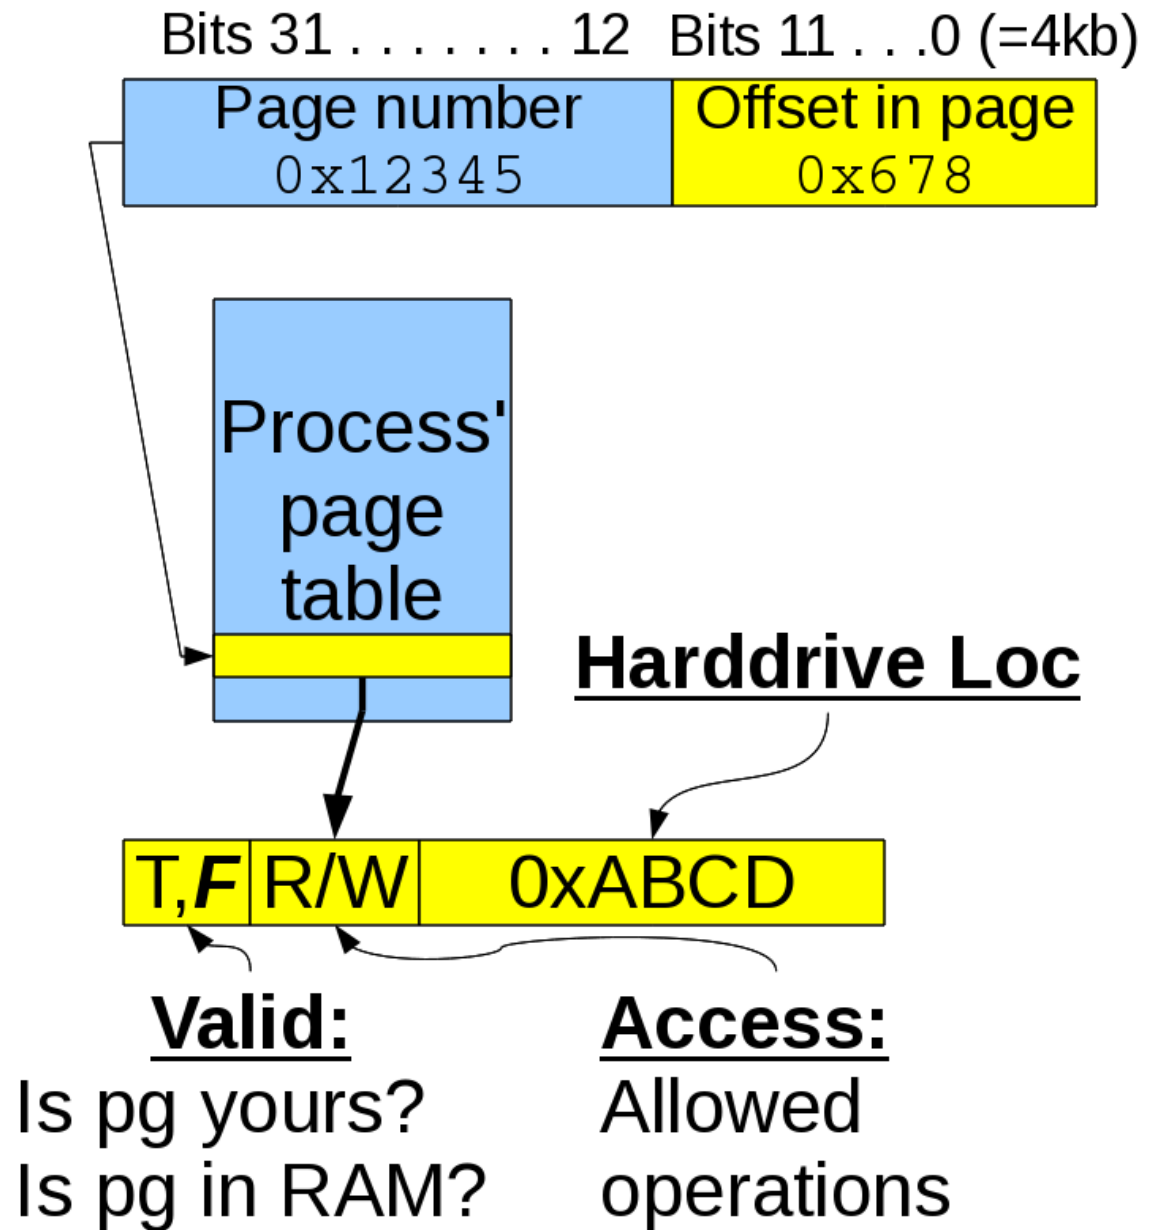 Bits 31 . . . . . . . 12 Bits 11 . . .0 (=4kb)
Page number Offset in page
0x12345 0x678
Process'
page
table
Harddrive Loc
T,F R/W 0xABCD
Valid: Access:
Is pg yours? Allowed
Is pg in RAM? operations